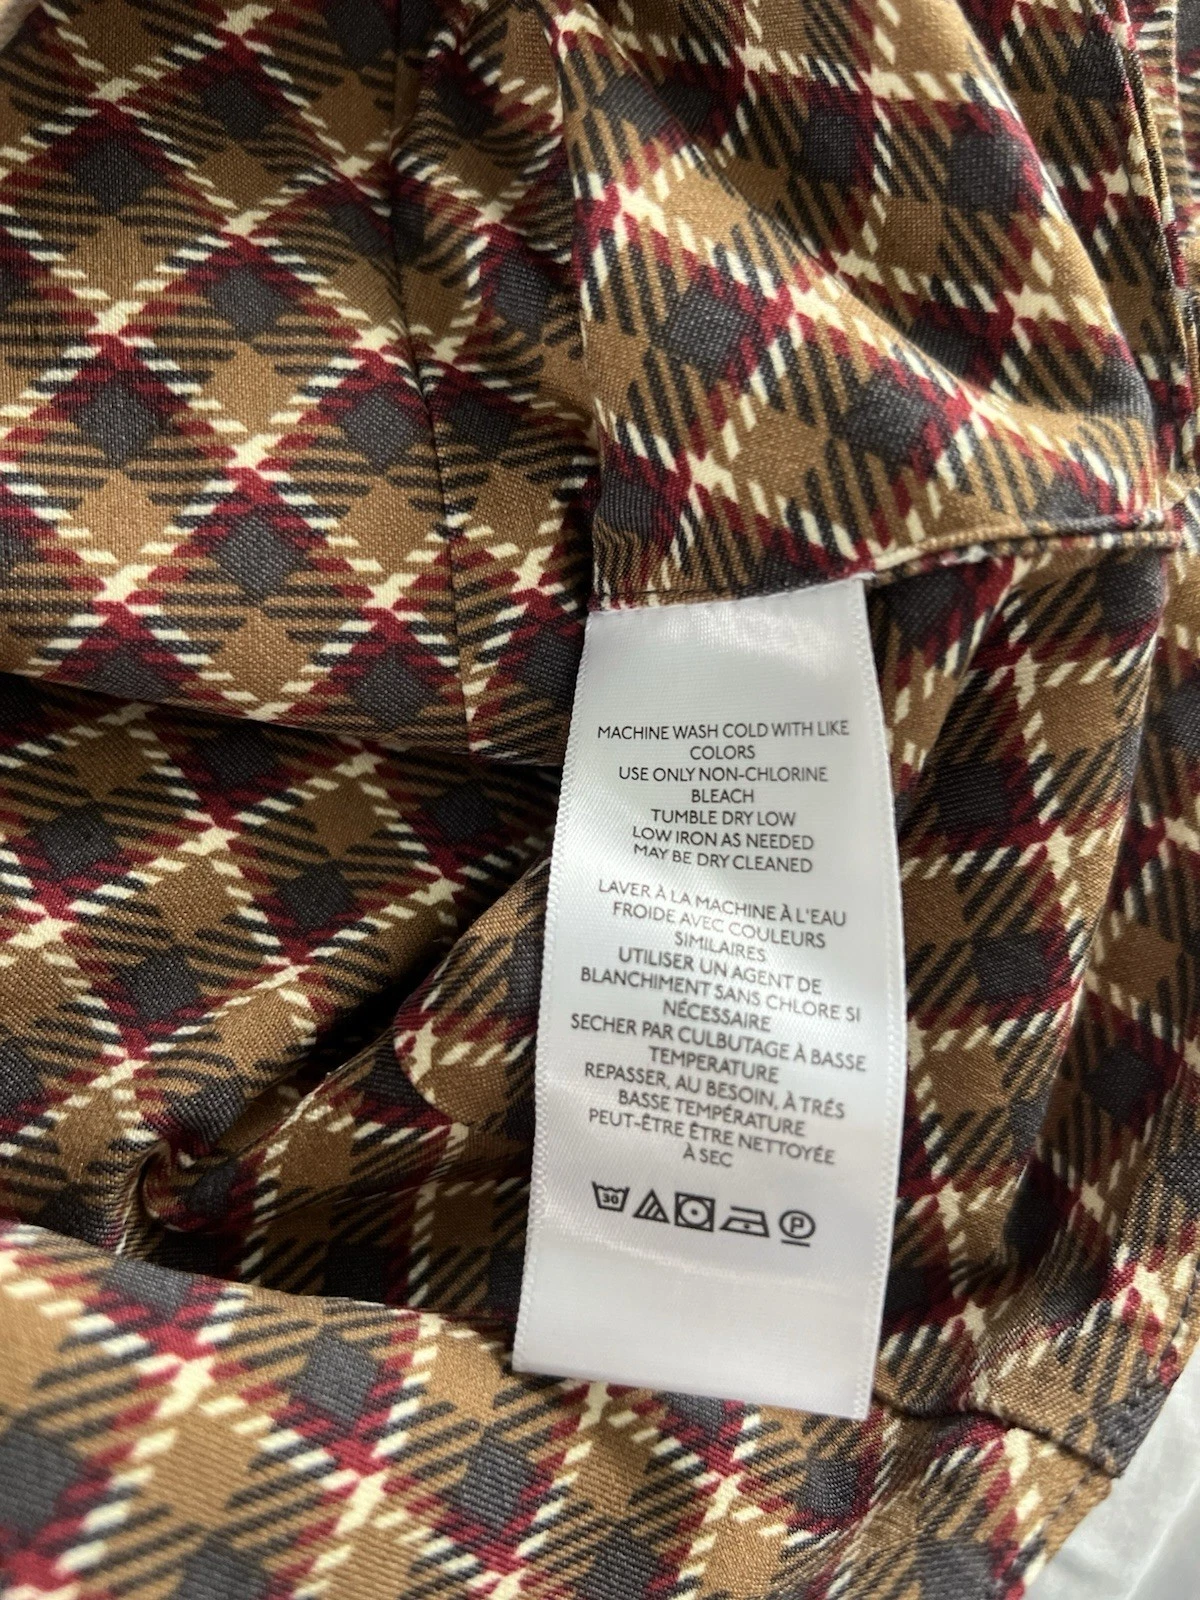 MACHINE WASH COLD WITH LIKE
COLORS
USE ONLY NON-CHLORINE
BLEACH
TUMBLE DRY LOW
LOW IRON AS NEEDED
MAY BE DRY CLEANED
LAVER À LA MACHINE À L'EAU
FROIDE AVEC COULEURS
SIMILAIRES
UTILISER UN AGENT DE
BLANCHIMENT SANS CHLORE SI
NÉCESSAIRE
SECHER PAR CULBUTAGE À BASSE
TEMPERATURE
REPASSER, AU BESOIN, À TRÉS
BASSE TEMPÉRATURE
PEUT-ÊTRE ÊTRE NETTOYÉE
À SEC
30 P